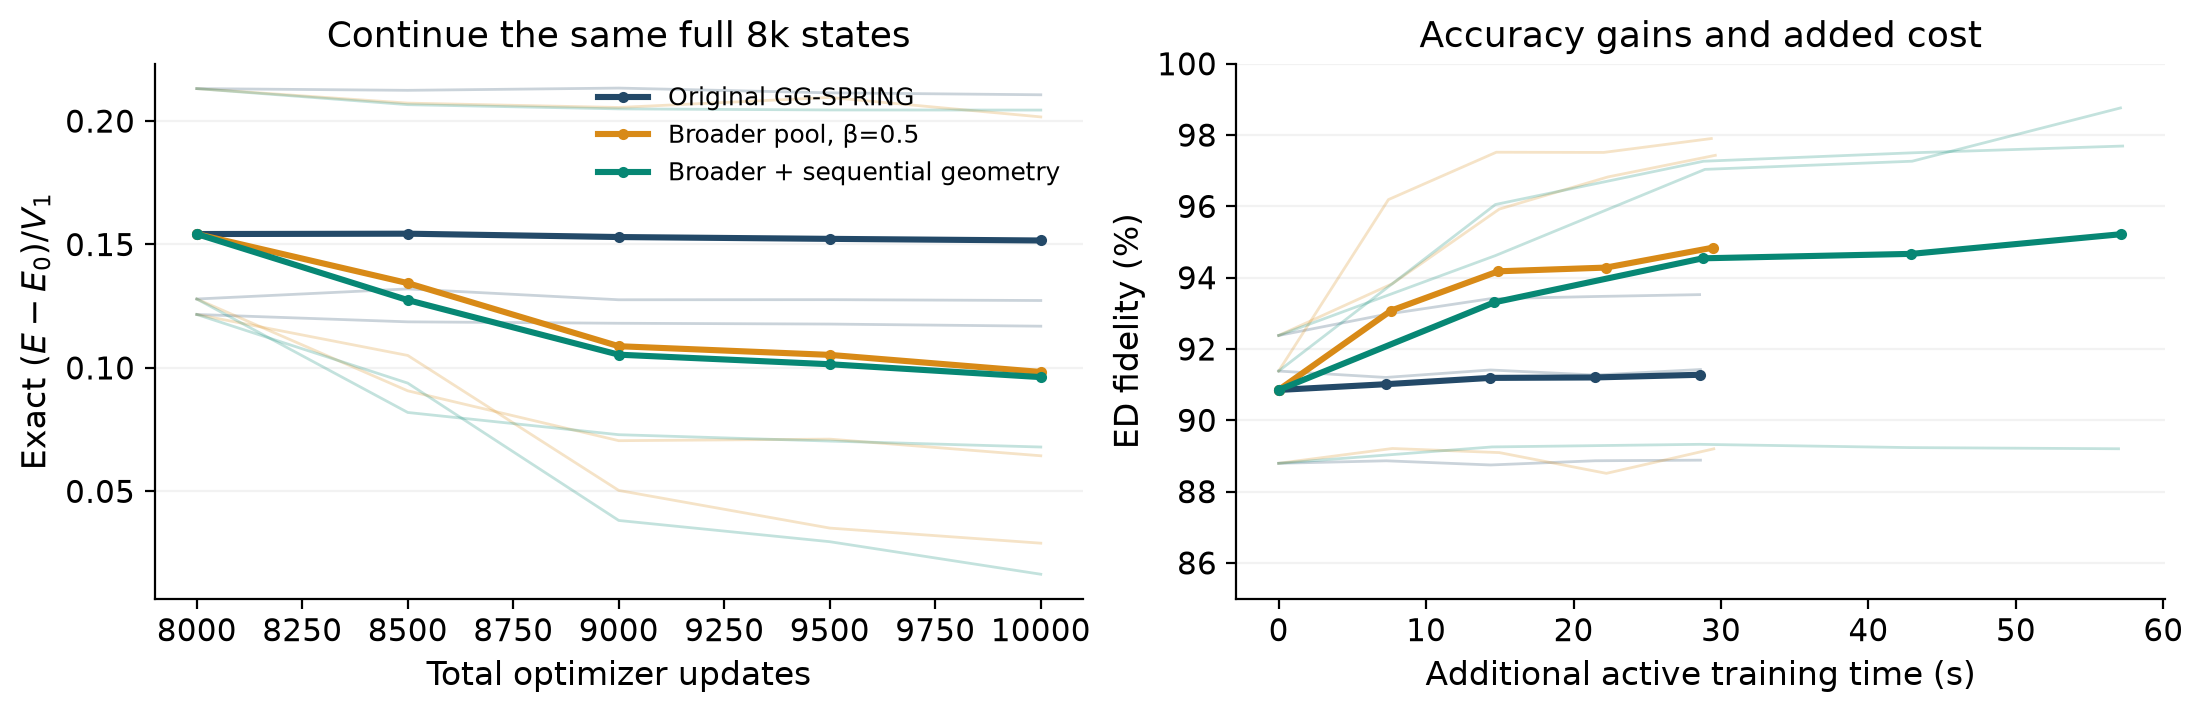 Continue the same full 8k states
Exact (E − E₀)/V₁
0.20
0.15
0.10
0.05
Original GG-SPRING
Broader pool, β=0.5
Broader + sequential geometry
8000 8250 8500 8750 9000 9250 9500 9750 10000
Total optimizer updates
Accuracy gains and added cost
ED fidelity (%)
100
98
96
94
92
90
88
86
0 10 20 30 40 50 60
Additional active training time (s)